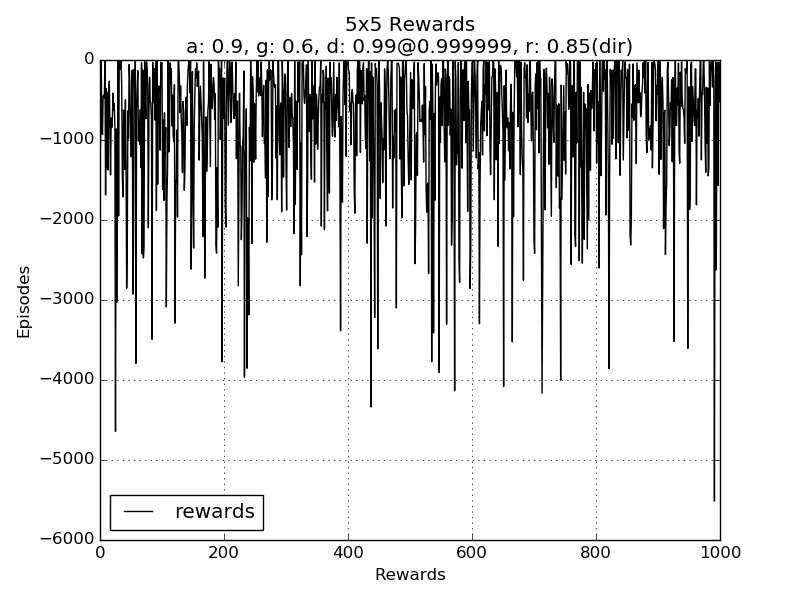 5x5 Rewards
a: 0.9, g: 0.6, d: 0.99@0.999999, r: 0.85(dir)
0
−1000
−2000
−3000
−4000
−5000
−6000
Episodes
rewards
0 200 400 600 800 1000
Rewards